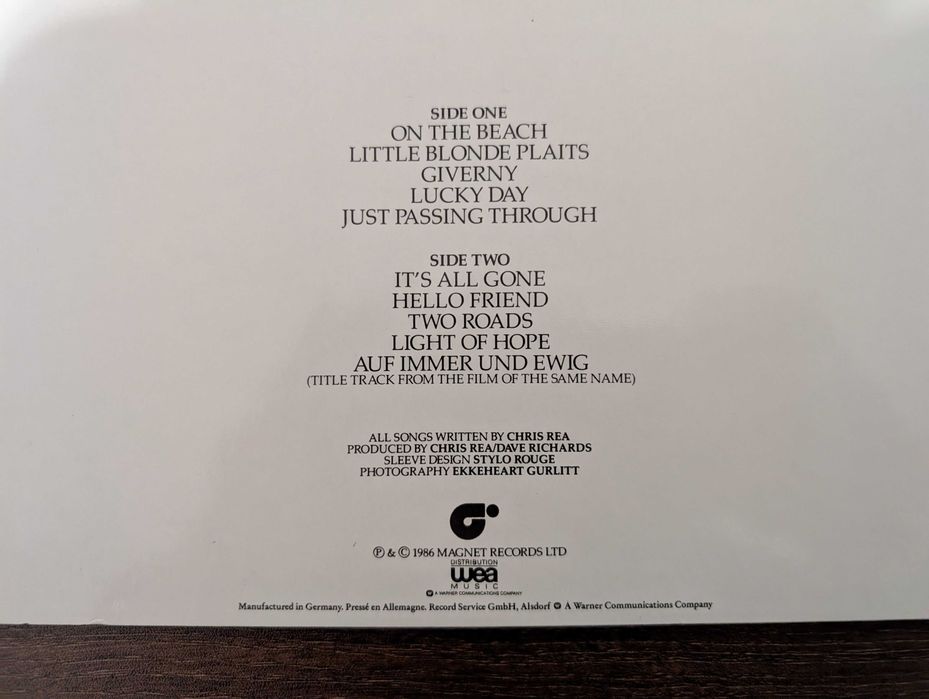 SIDE ONE
ON THE BEACH
LITTLE BLONDE PLAITS
GIVERNY
LUCKY DAY
JUST PASSING THROUGH
SIDE TWO
IT'S ALL GONE
HELLO FRIEND
TWO ROADS
LIGHT OF HOPE
AUF IMMER UND EWIG
(TITLE TRACK FROM THE FILM OF THE SAME NAME)
ALL SONGS WRITTEN BY CHRIS REA
PRODUCED BY CHRIS REA/DAVE RICHARDS
SLEEVE DESIGN STYLO ROUGE
PHOTOGRAPHY EKKEHEART GURLITT
℗ & © 1986 MAGNET RECORDS LTD
DISTRIBUTION
wea
MUSIC
A WARNER COMMUNICATIONS COMPANY
Manufactured in Germany. Pressé en Allemagne. Record Service GmbH, Alsdorf A Warner Communications Company